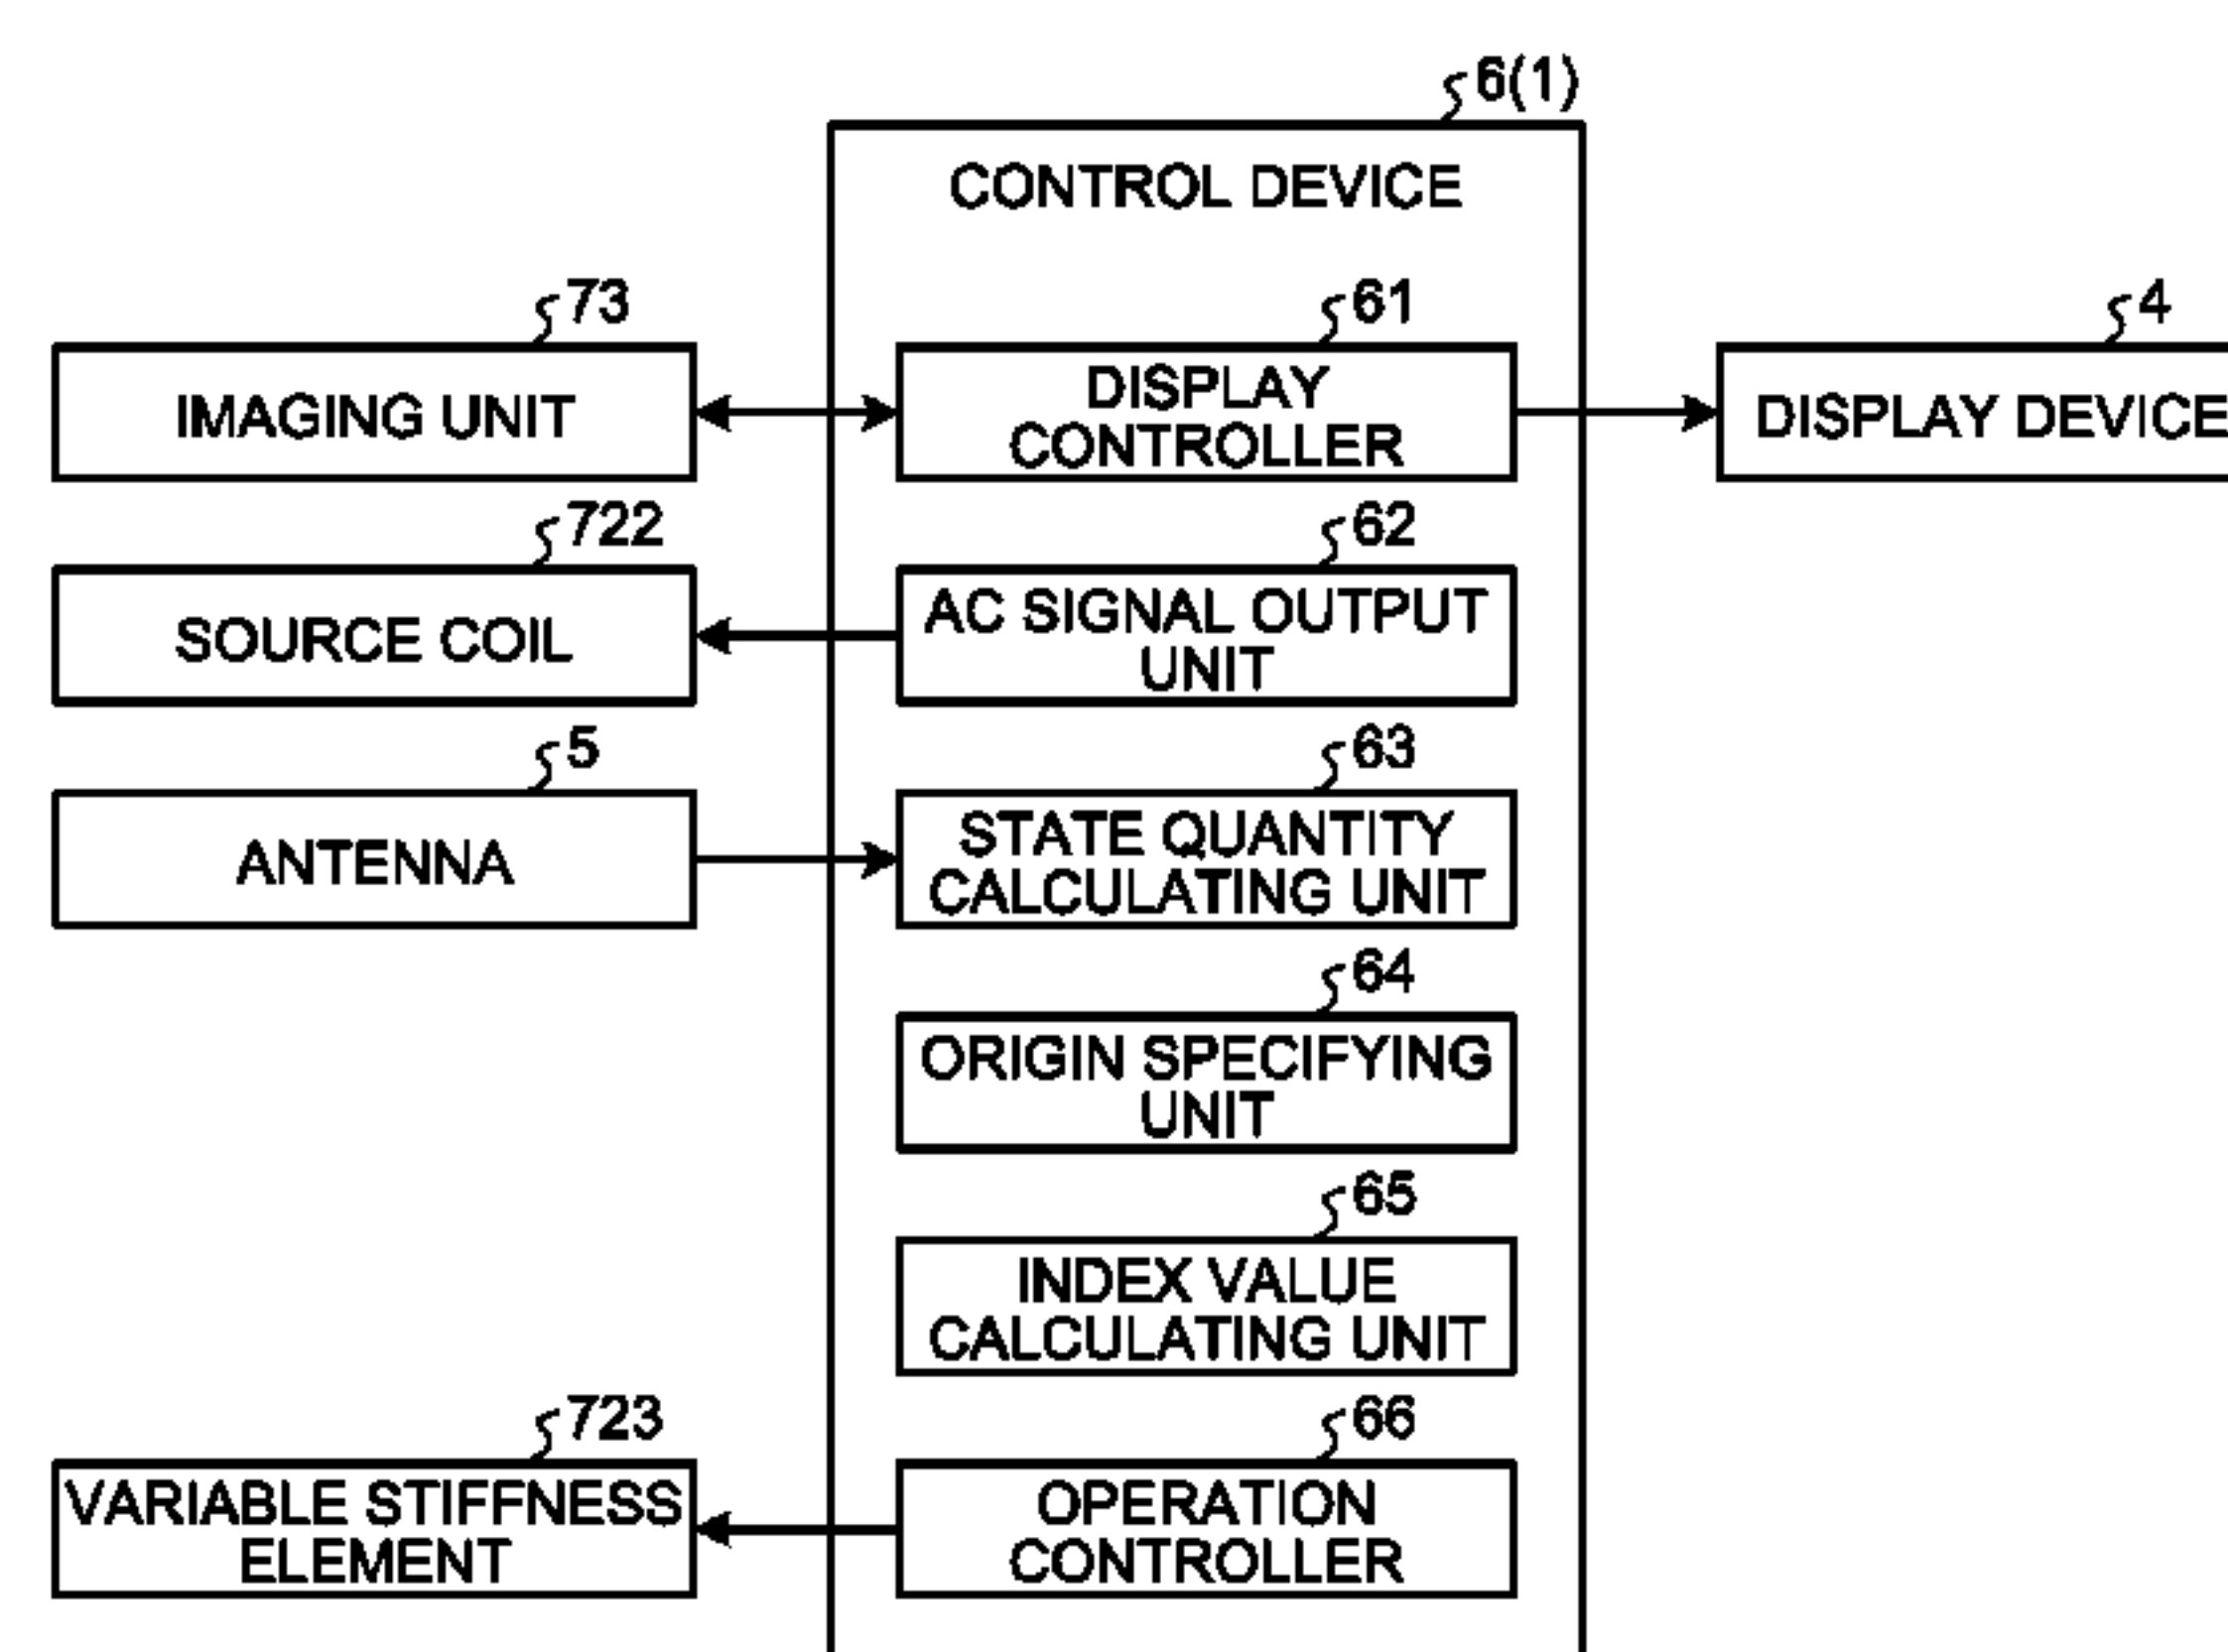 6(1)
CONTROL DEVICE
73
61
4
IMAGING UNIT
DISPLAY
CONTROLLER
DISPLAY DEVICE
722
62
SOURCE COIL
AC SIGNAL OUTPUT
UNIT
5
63
ANTENNA
STATE QUANTITY
CALCULATING UNIT
64
ORIGIN SPECIFYING
UNIT
65
INDEX VALUE
CALCULATING UNIT
723
66
VARIABLE STIFFNESS
ELEMENT
OPERATION
CONTROLLER